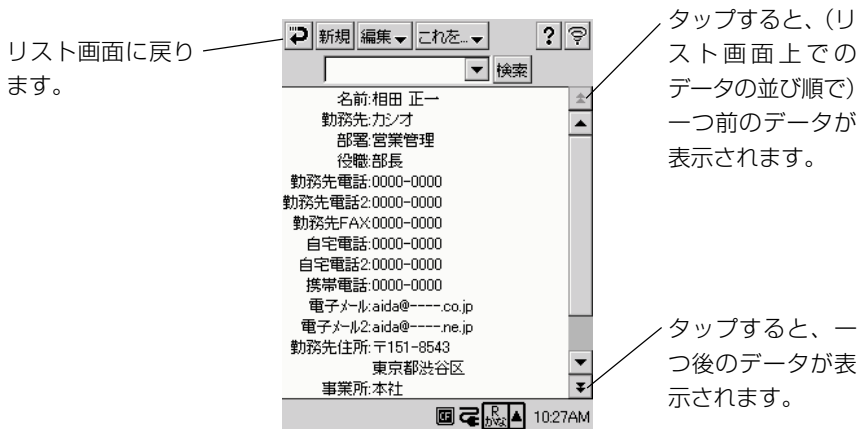 リスト画面に戻り
ます。
新規 編集 これを... ?
検索
名前:相田 正一
勤務先:カシオ
部署:営業管理
役職:部長
勤務先電話:0000-0000
勤務先電話2:0000-0000
勤務先FAX:0000-0000
自宅電話:0000-0000
自宅電話2:0000-0000
携帯電話:0000-0000
電子メール:aida@----.co.jp
電子メール2:aida@----.ne.jp
勤務先住所:〒151-8543
東京都渋谷区
事業所:本社
R
かな
10:27AM
タップすると、(リ
スト画面上での
データの並び順で)
一つ前のデータが
表示されます。
タップすると、一
つ後のデータが表
示されます。